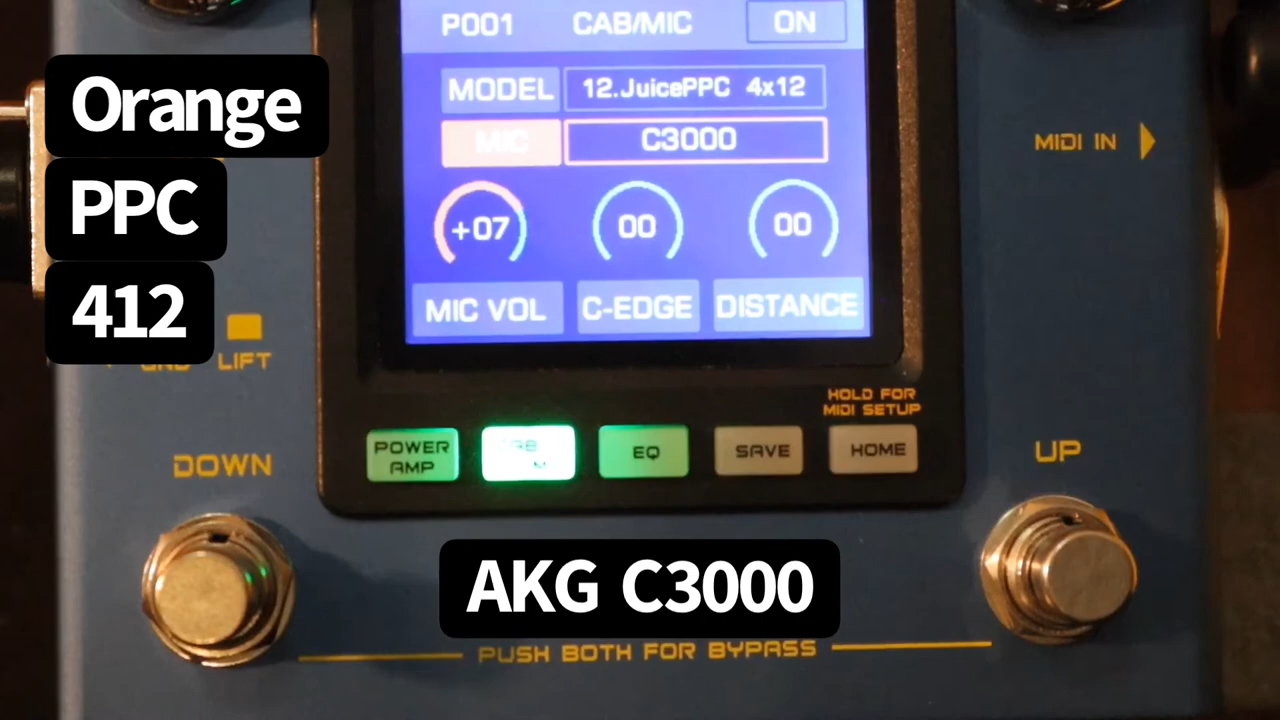 P001 CAB/MIC ON
Orange
PPC
412
MODEL 12.JuicePPC 4x12
MIC C3000
MIDI IN
+07 00 00
MIC VOL C-EDGE DISTANCE
GND LIFT
HOLD FOR
MIDI SETUP
POWER
AMP
EQ SAVE HOME
DOWN UP
AKG C3000
PUSH BOTH FOR BYPASS